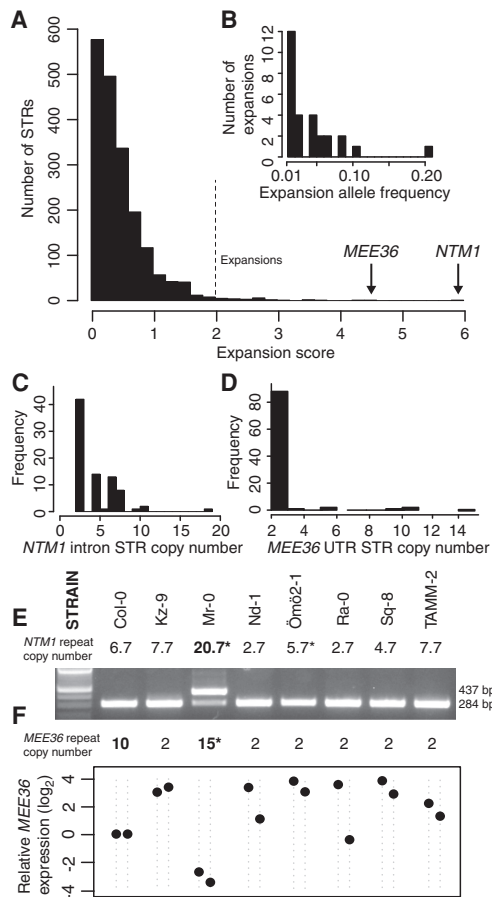 A
Number of STRs
600
500
400
300
200
100
0
Expansions
MEE36
NTM1
0 1 2 3 4 5 6
Expansion score
B
Number of
expansions
12
10
8
6
4
2
0
0.01 0.10 0.20
Expansion allele frequency
C
Frequency
40
30
20
10
0
0 5 10 15 20
NTM1 intron STR copy number
D
Frequency
80
60
40
20
0
2 4 6 8 10 12 14
MEE36 UTR STR copy number
E
STRAIN
Col-0
Kz-9
Mr-0
Nd-1
Ömö2-1
Ra-0
Sq-8
TAMM-2
NTM1 repeat
copy number
6.7 7.7 20.7* 2.7 5.7* 2.7 4.7 7.7
437 bp
284 bp
F
MEE36 repeat
copy number
10 2 15* 2 2 2 2 2
Relative MEE36
expression (log2)
4
2
0
-2
-4